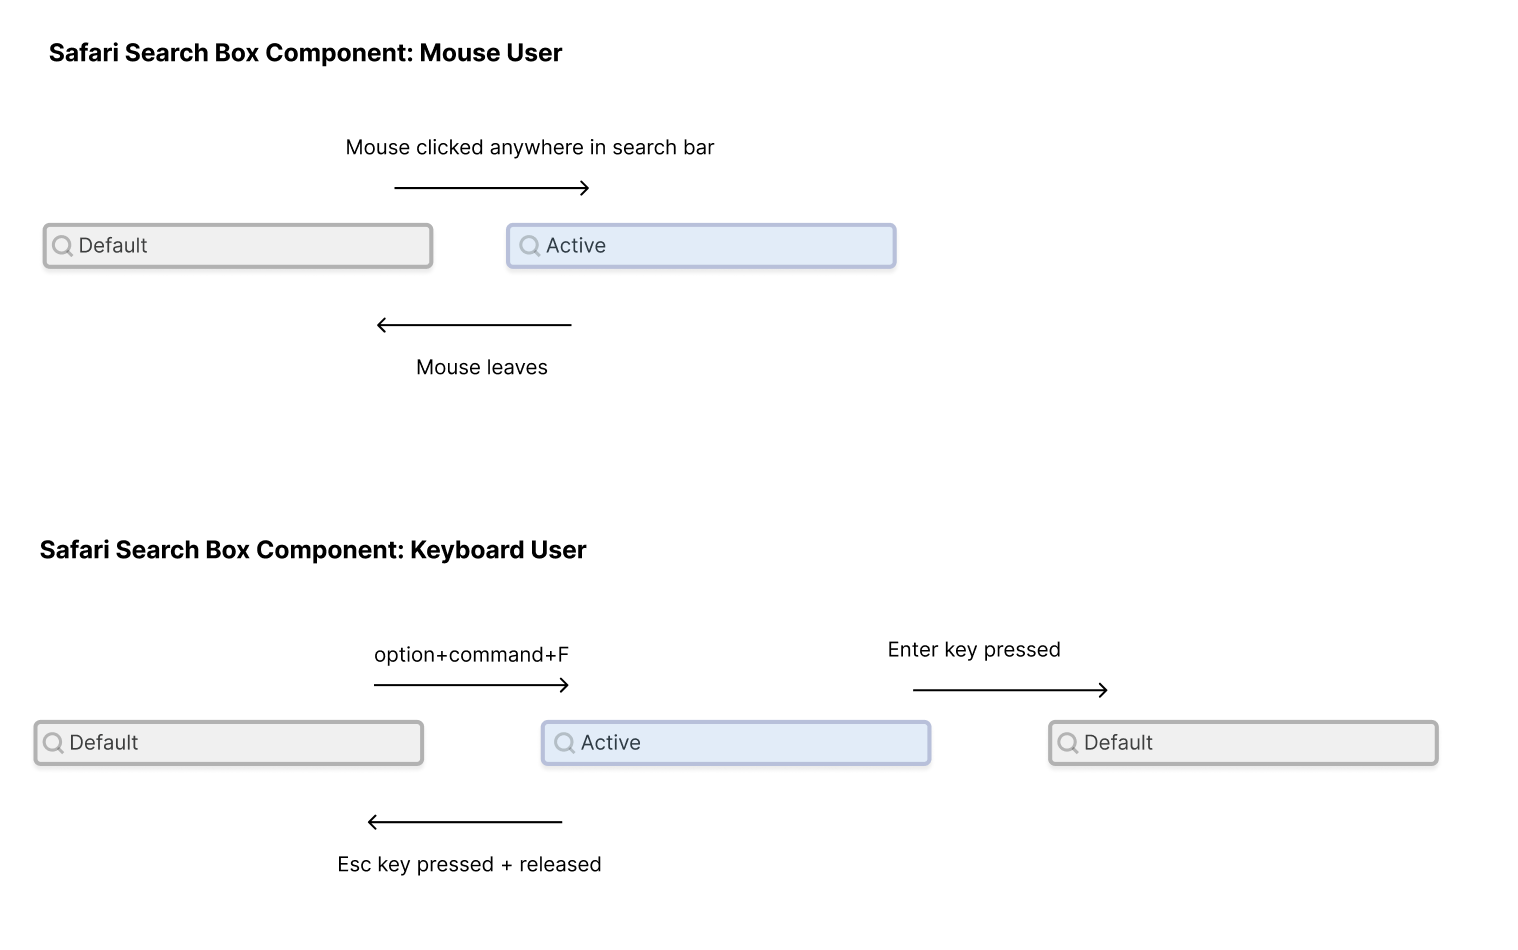 Safari Search Box Component: Mouse User
Mouse clicked anywhere in search bar
Default
Active
Mouse leaves
Safari Search Box Component: Keyboard User
option+command+F
Enter key pressed
Default
Active
Default
Esc key pressed + released